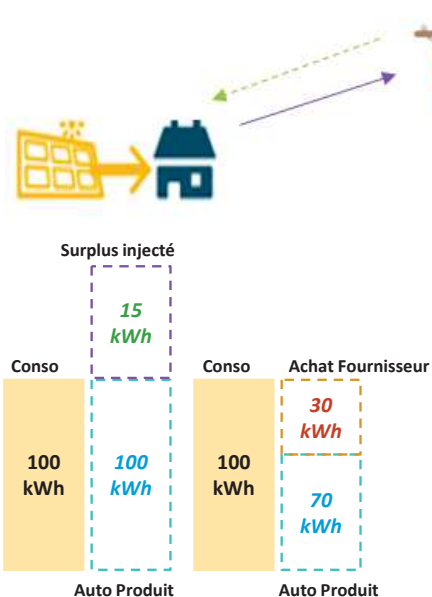 Surplus injecté
15
kWh
Conso
Conso
Achat Fournisseur
30
kWh
100
kWh
100
kWh
100
kWh
70
kWh
Auto Produit
Auto Produit